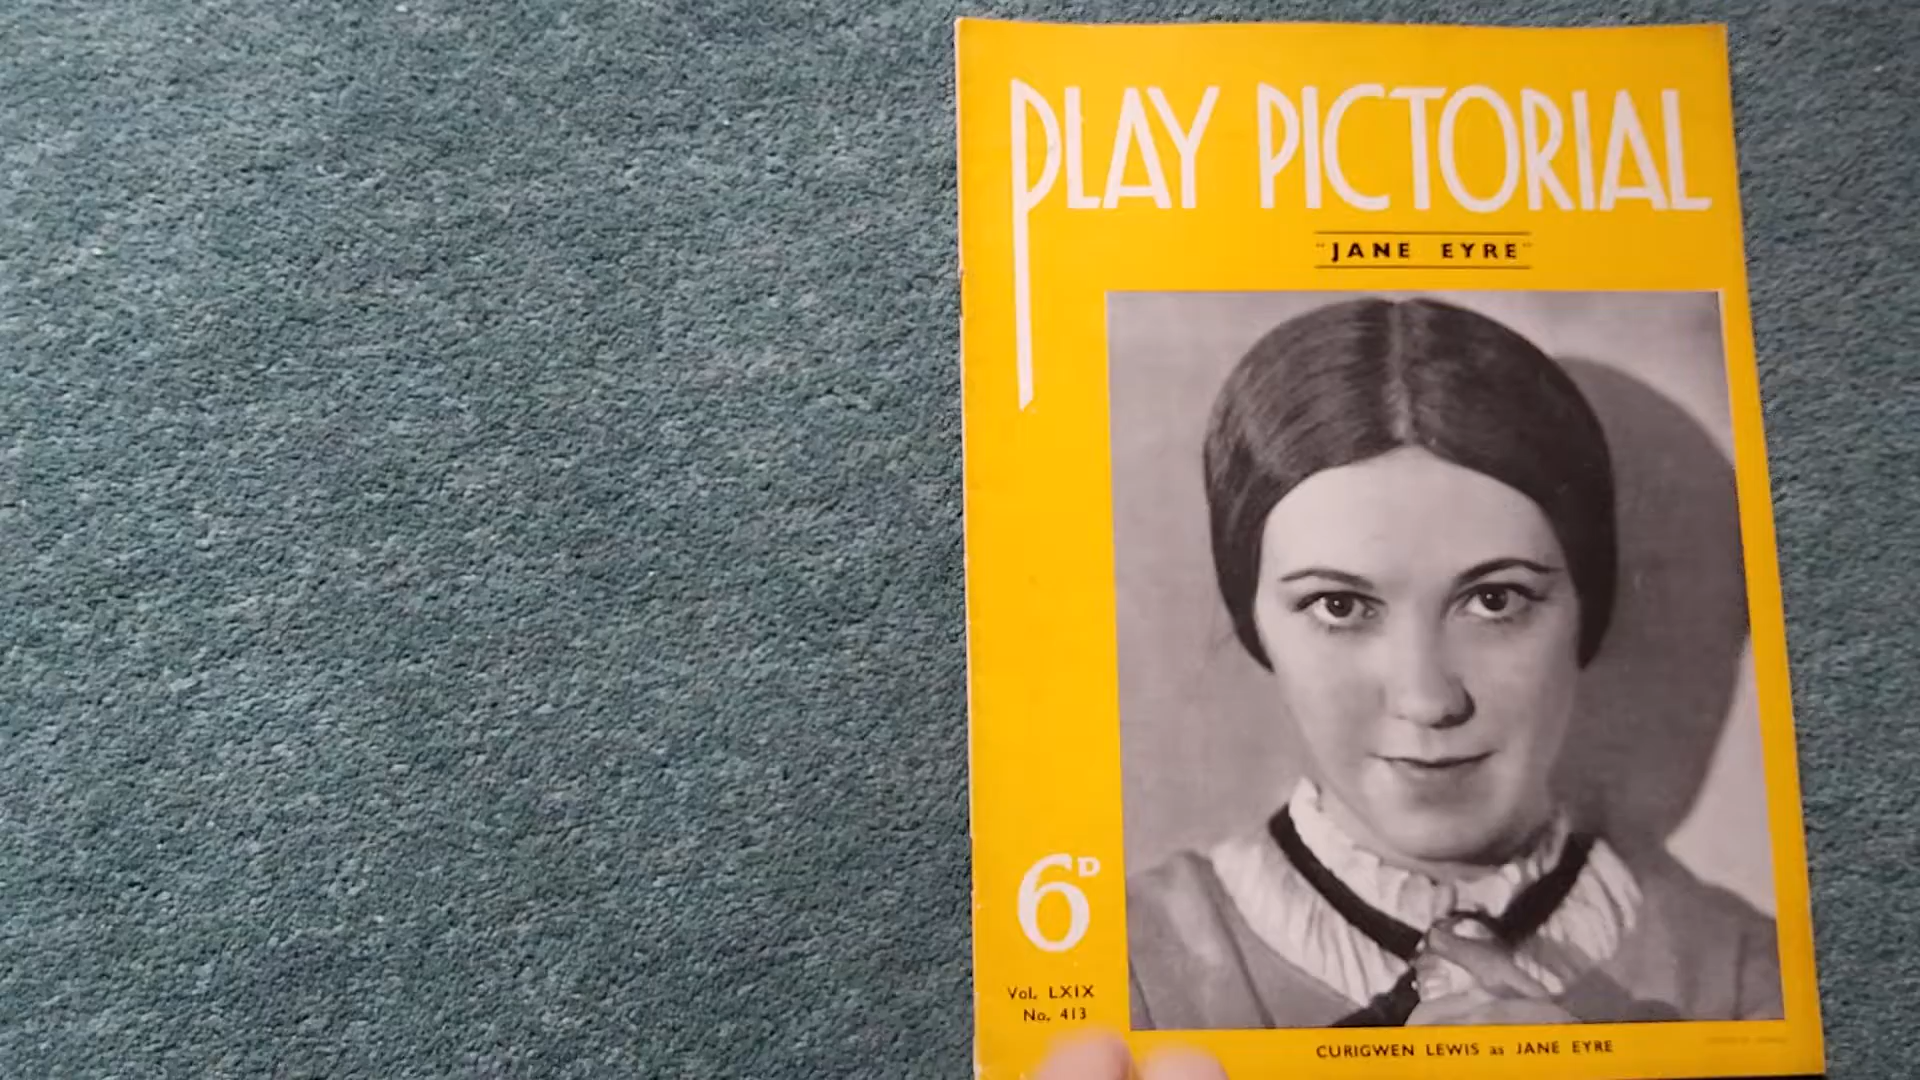 PLAY PICTORIAL
"JANE EYRE"
6D
Vol. LXIX
No. 413
CURIGWEN LEWIS as JANE EYRE